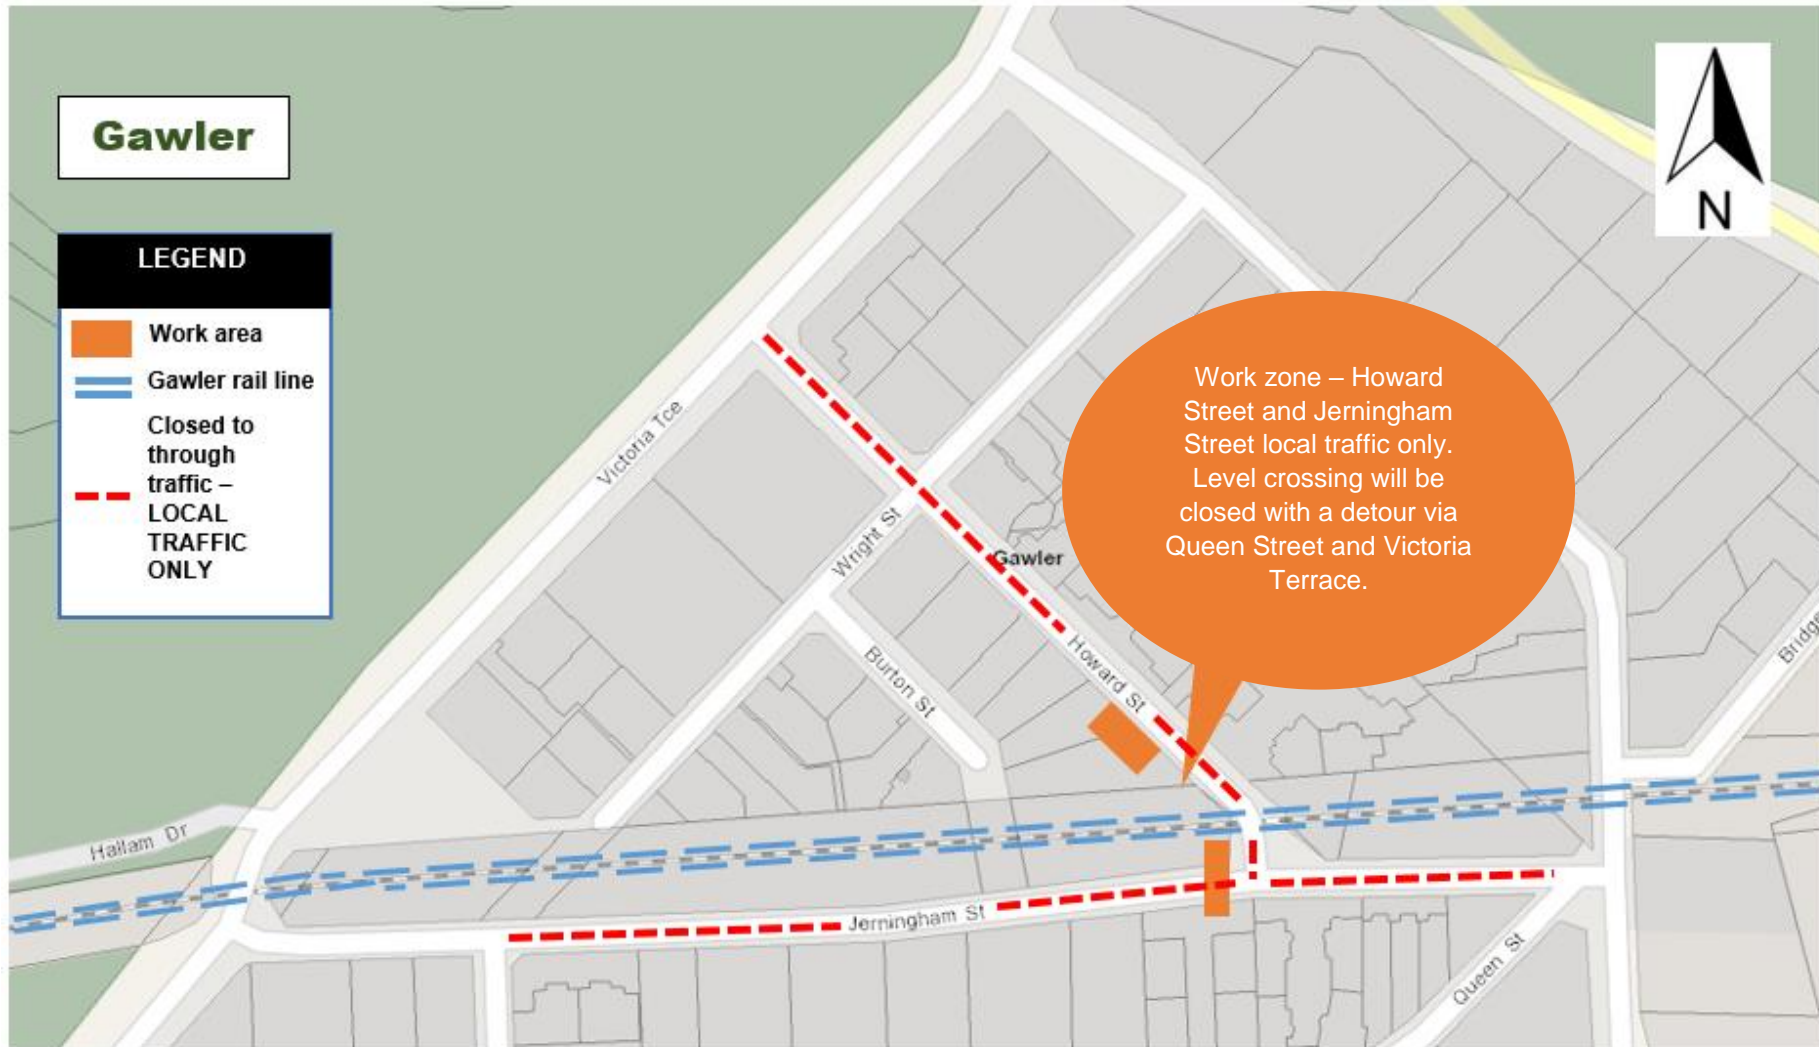 Gawler
N
LEGEND
Work area
Gawler rail line
Closed to
through
traffic –
LOCAL
TRAFFIC
ONLY
Work zone – Howard
Street and Jerningham
Street local traffic only.
Level crossing will be
closed with a detour via
Queen Street and Victoria
Terrace.
Victoria Tce
Wright St
Gawler
Howard St
Burton St
Bridge
Hallam Dr
Jerningham St
Queen St